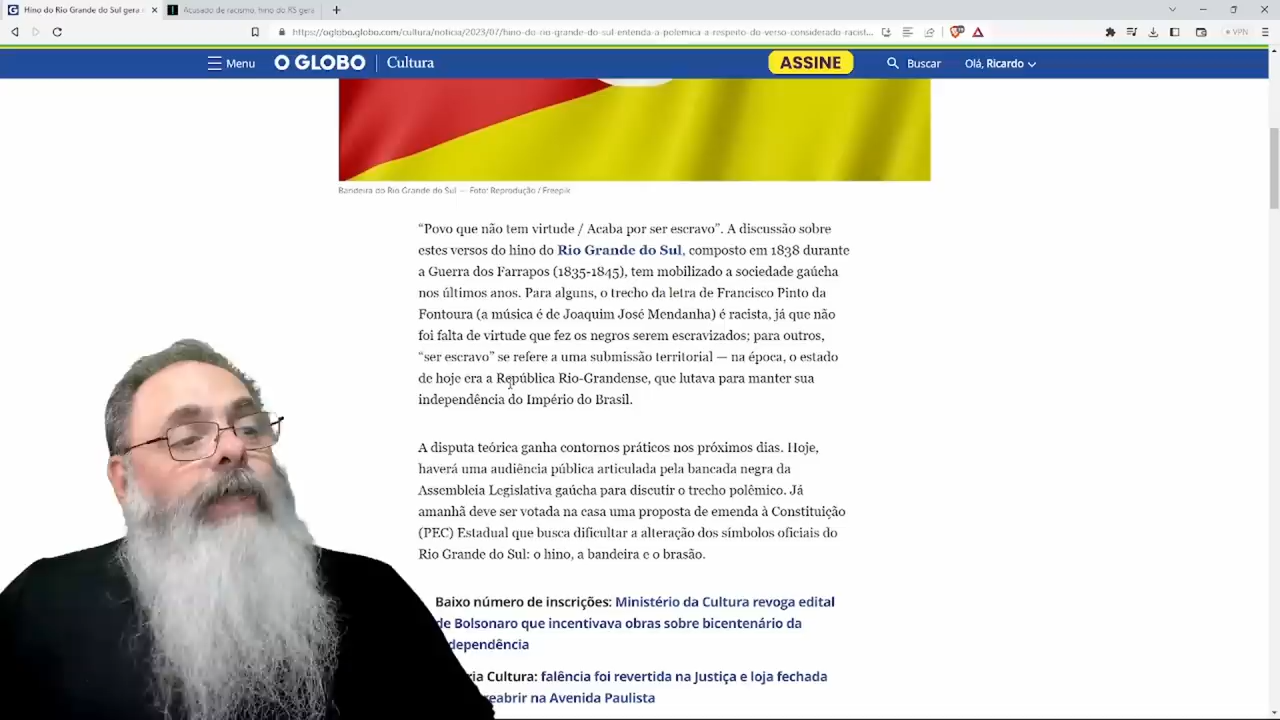 Hino do Rio Grande do Sul gera
Acusado de racismo, hino do RS gera
https://oglobo.globo.com/cultura/noticia/2023/07/hino-do-rio-grande-do-sul-entenda-a-polemica-a-respeito-do-verso-considerado-racist...
VPN
Menu O GLOBO Cultura ASSINE Buscar Olá, Ricardo
Bandeira do Rio Grande do Sul — Foto: Reprodução / Freepik
“Povo que não tem virtude / Acaba por ser escravo”. A discussão sobre
estes versos do hino do Rio Grande do Sul, composto em 1838 durante
a Guerra dos Farrapos (1835-1845), tem mobilizado a sociedade gaúcha
nos últimos anos. Para alguns, o trecho da letra de Francisco Pinto da
Fontoura (a música é de Joaquim José Mendanha) é racista, já que não
foi falta de virtude que fez os negros serem escravizados; para outros,
“ser escravo” se refere a uma submissão territorial — na época, o estado
de hoje era a República Rio-Grandense, que lutava para manter sua
independência do Império do Brasil.
A disputa teórica ganha contornos práticos nos próximos dias. Hoje,
haverá uma audiência pública articulada pela bancada negra da
Assembleia Legislativa gaúcha para discutir o trecho polêmico. Já
amanhã deve ser votada na casa uma proposta de emenda à Constituição
(PEC) Estadual que busca dificultar a alteração dos símbolos oficiais do
Rio Grande do Sul: o hino, a bandeira e o brasão.
Baixo número de inscrições: Ministério da Cultura revoga edital
de Bolsonaro que incentivava obras sobre bicentenário da
dependência
ria Cultura: falência foi revertida na Justiça e loja fechada
reabrir na Avenida Paulista